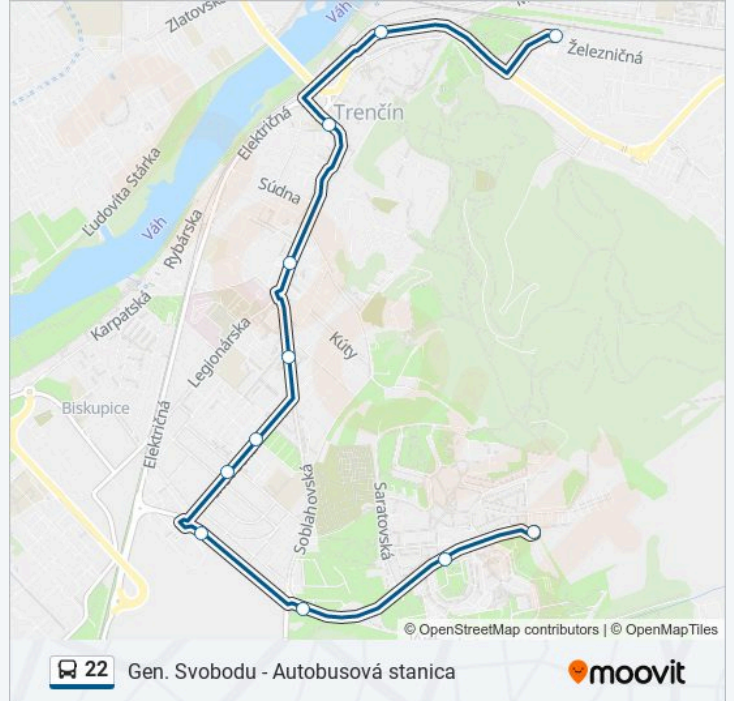 Zlatovská
Váh
Železničná
Trenčín
Električná
Ľudovíta Štárka
Súdna
Váh
Rybárska
Karpatská
Legionárska
Kúty
Biskupice
Električná
Soblahovská
Saratovská
© OpenStreetMap contributors | © OpenMapTiles
22 Gen. Svobodu - Autobusová stanica
moovit